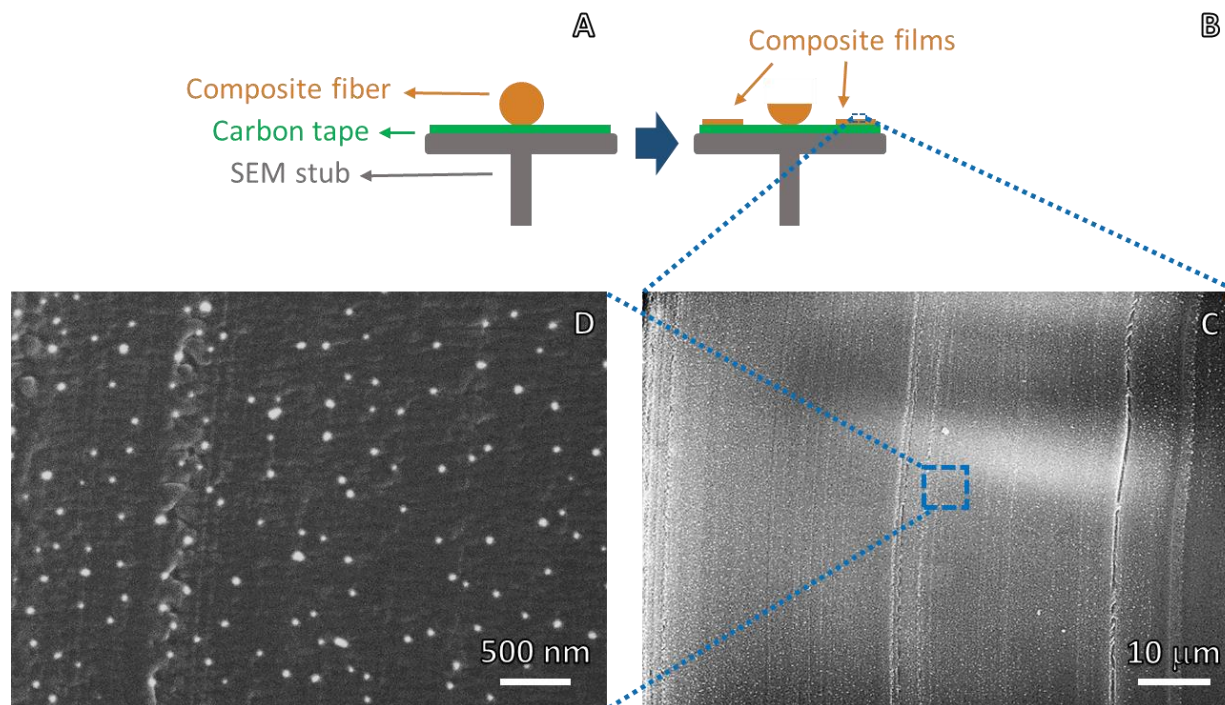 A
B
Composite films
Composite fiber
Carbon tape
SEM stub
D
C
500 nm
10 μm